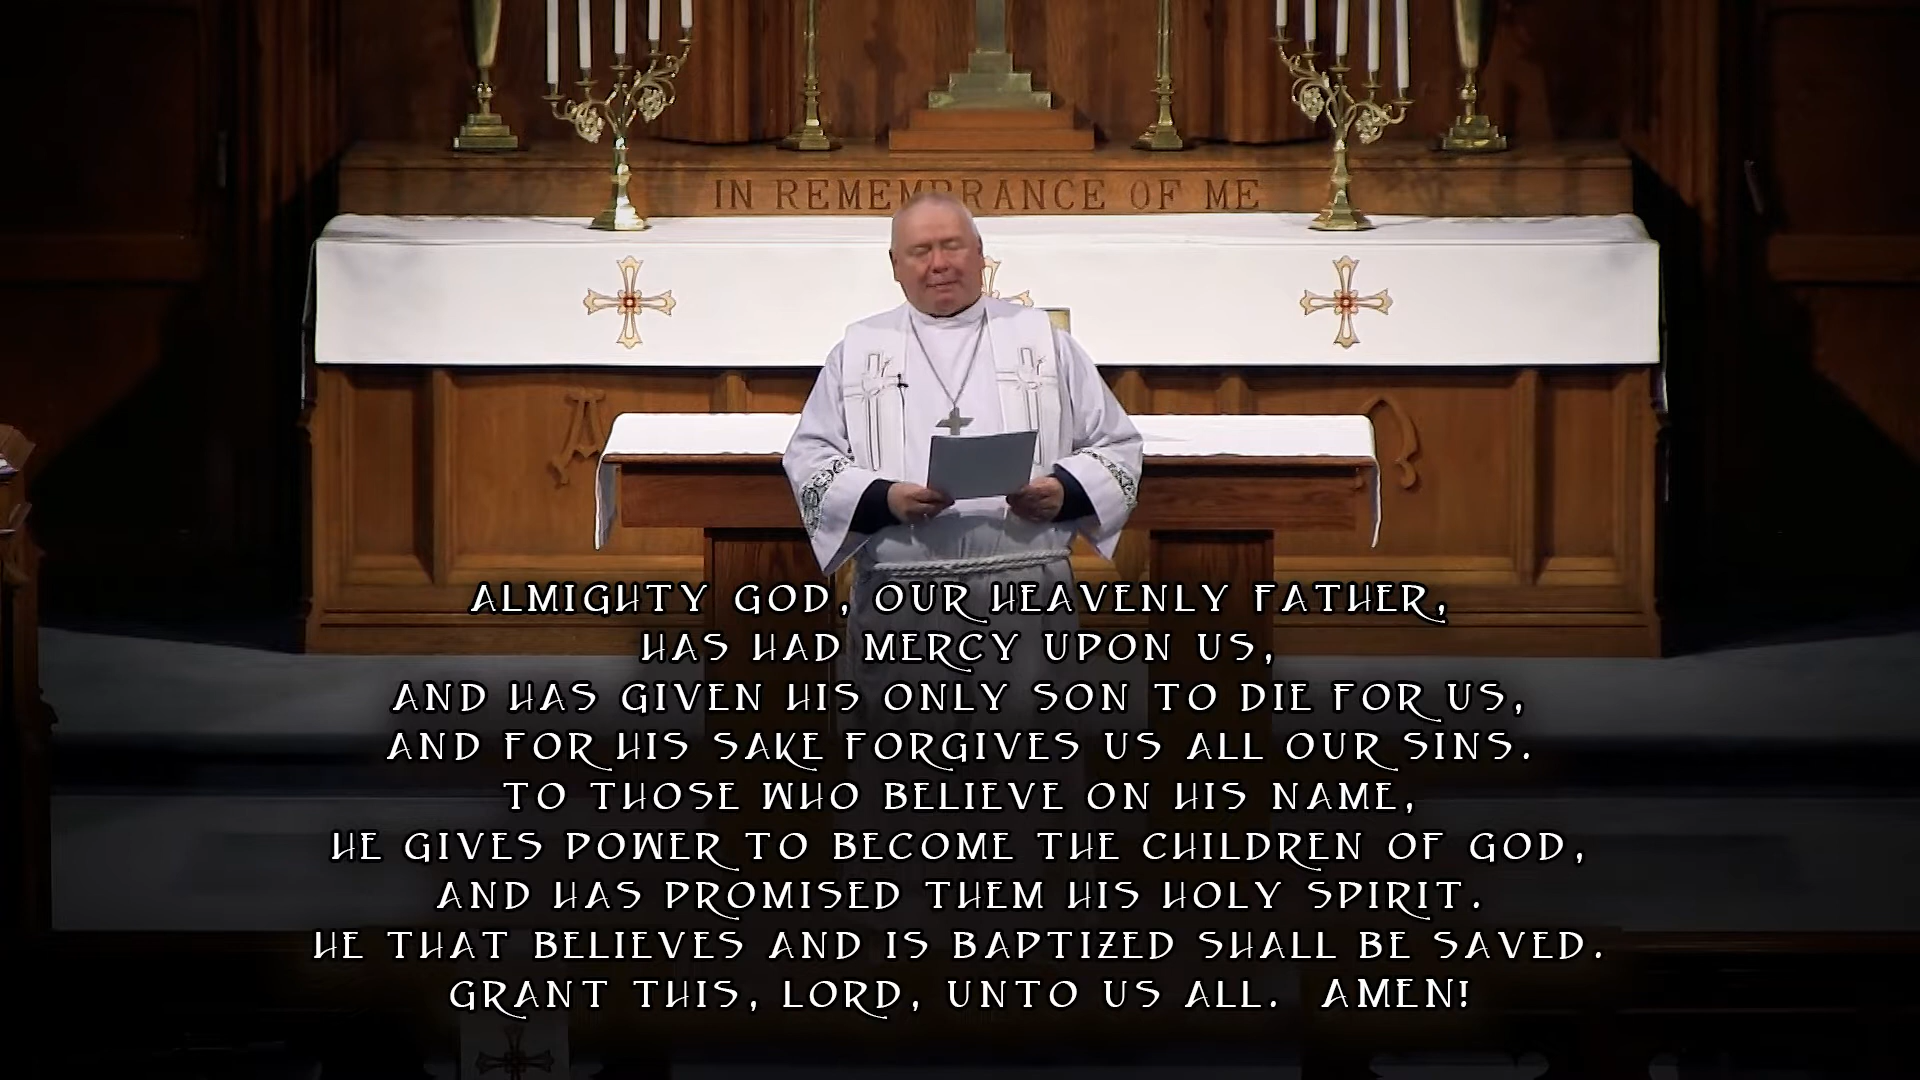 IN REMEMBRANCE OF ME
ALMIGHTY GOD, OUR HEAVENLY FATHER,
HAS HAD MERCY UPON US,
AND HAS GIVEN HIS ONLY SON TO DIE FOR US,
AND FOR HIS SAKE FORGIVES US ALL OUR SINS.
TO THOSE WHO BELIEVE ON HIS NAME,
HE GIVES POWER TO BECOME THE CHILDREN OF GOD,
AND HAS PROMISED THEM HIS HOLY SPIRIT.
HE THAT BELIEVES AND IS BAPTIZED SHALL BE SAVED.
GRANT THIS, LORD, UNTO US ALL. AMEN!